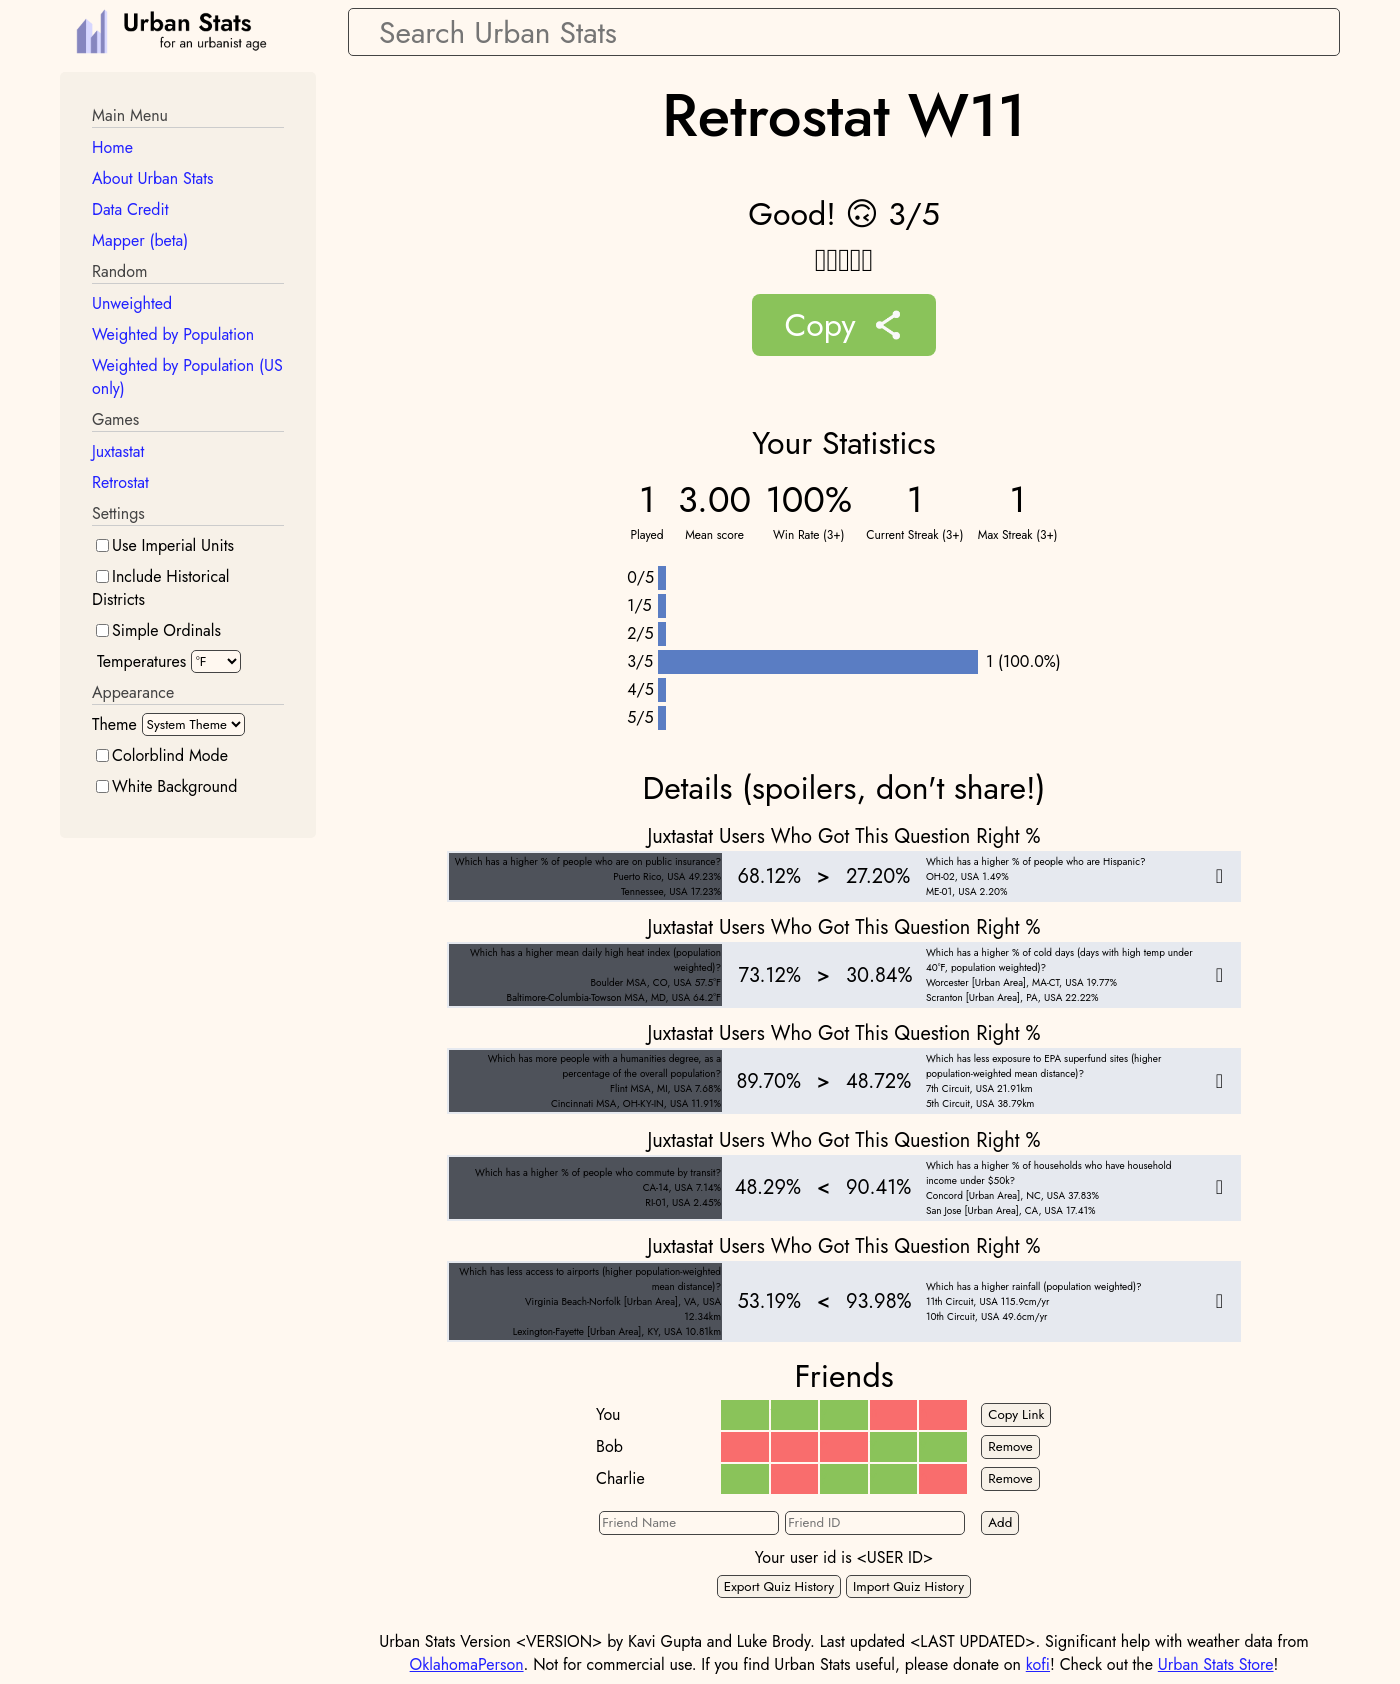 Urban Stats
for an urbanist age
Search Urban Stats
Main Menu
Home
About Urban Stats
Data Credit
Mapper (beta)
Random
Unweighted
Weighted by Population
Weighted by Population (US
only)
Games
Juxtastat
Retrostat
Settings
Use Imperial Units
Include Historical
Districts
Simple Ordinals
Temperatures °F
Appearance
Theme System Theme
Colorblind Mode
White Background
Retrostat W11
Good! 🙃 3/5
Copy
Your Statistics
1 3.00 100% 1 1
Played Mean score Win Rate (3+) Current Streak (3+) Max Streak (3+)
0/5
1/5
2/5
3/5 1 (100.0%)
4/5
5/5
Details (spoilers, don't share!)
Juxtastat Users Who Got This Question Right %
Which has a higher % of people who are on public insurance?
Puerto Rico, USA 49.23%
Tennessee, USA 17.23%
68.12% > 27.20%
Which has a higher % of people who are Hispanic?
OH-02, USA 1.49%
ME-01, USA 2.20%
Juxtastat Users Who Got This Question Right %
Which has a higher mean daily high heat index (population
weighted)?
Boulder MSA, CO, USA 57.5°F
Baltimore-Columbia-Towson MSA, MD, USA 64.2°F
73.12% > 30.84%
Which has a higher % of cold days (days with high temp under
40°F, population weighted)?
Worcester [Urban Area], MA-CT, USA 19.77%
Scranton [Urban Area], PA, USA 22.22%
Juxtastat Users Who Got This Question Right %
Which has more people with a humanities degree, as a
percentage of the overall population?
Flint MSA, MI, USA 7.68%
Cincinnati MSA, OH-KY-IN, USA 11.91%
89.70% > 48.72%
Which has less exposure to EPA superfund sites (higher
population-weighted mean distance)?
7th Circuit, USA 21.91km
5th Circuit, USA 38.79km
Juxtastat Users Who Got This Question Right %
Which has a higher % of people who commute by transit?
CA-14, USA 7.14%
RI-01, USA 2.45%
48.29% < 90.41%
Which has a higher % of households who have household
income under $50k?
Concord [Urban Area], NC, USA 37.83%
San Jose [Urban Area], CA, USA 17.41%
Juxtastat Users Who Got This Question Right %
Which has less access to airports (higher population-weighted
mean distance)?
Virginia Beach-Norfolk [Urban Area], VA, USA
12.34km
Lexington-Fayette [Urban Area], KY, USA 10.81km
53.19% < 93.98%
Which has a higher rainfall (population weighted)?
11th Circuit, USA 115.9cm/yr
10th Circuit, USA 49.6cm/yr
Friends
You Copy Link
Bob Remove
Charlie Remove
Friend Name Friend ID Add
Your user id is <USER ID>
Export Quiz History Import Quiz History
Urban Stats Version <VERSION> by Kavi Gupta and Luke Brody. Last updated <LAST UPDATED>. Significant help with weather data from
OklahomaPerson. Not for commercial use. If you find Urban Stats useful, please donate on kofi! Check out the Urban Stats Store!